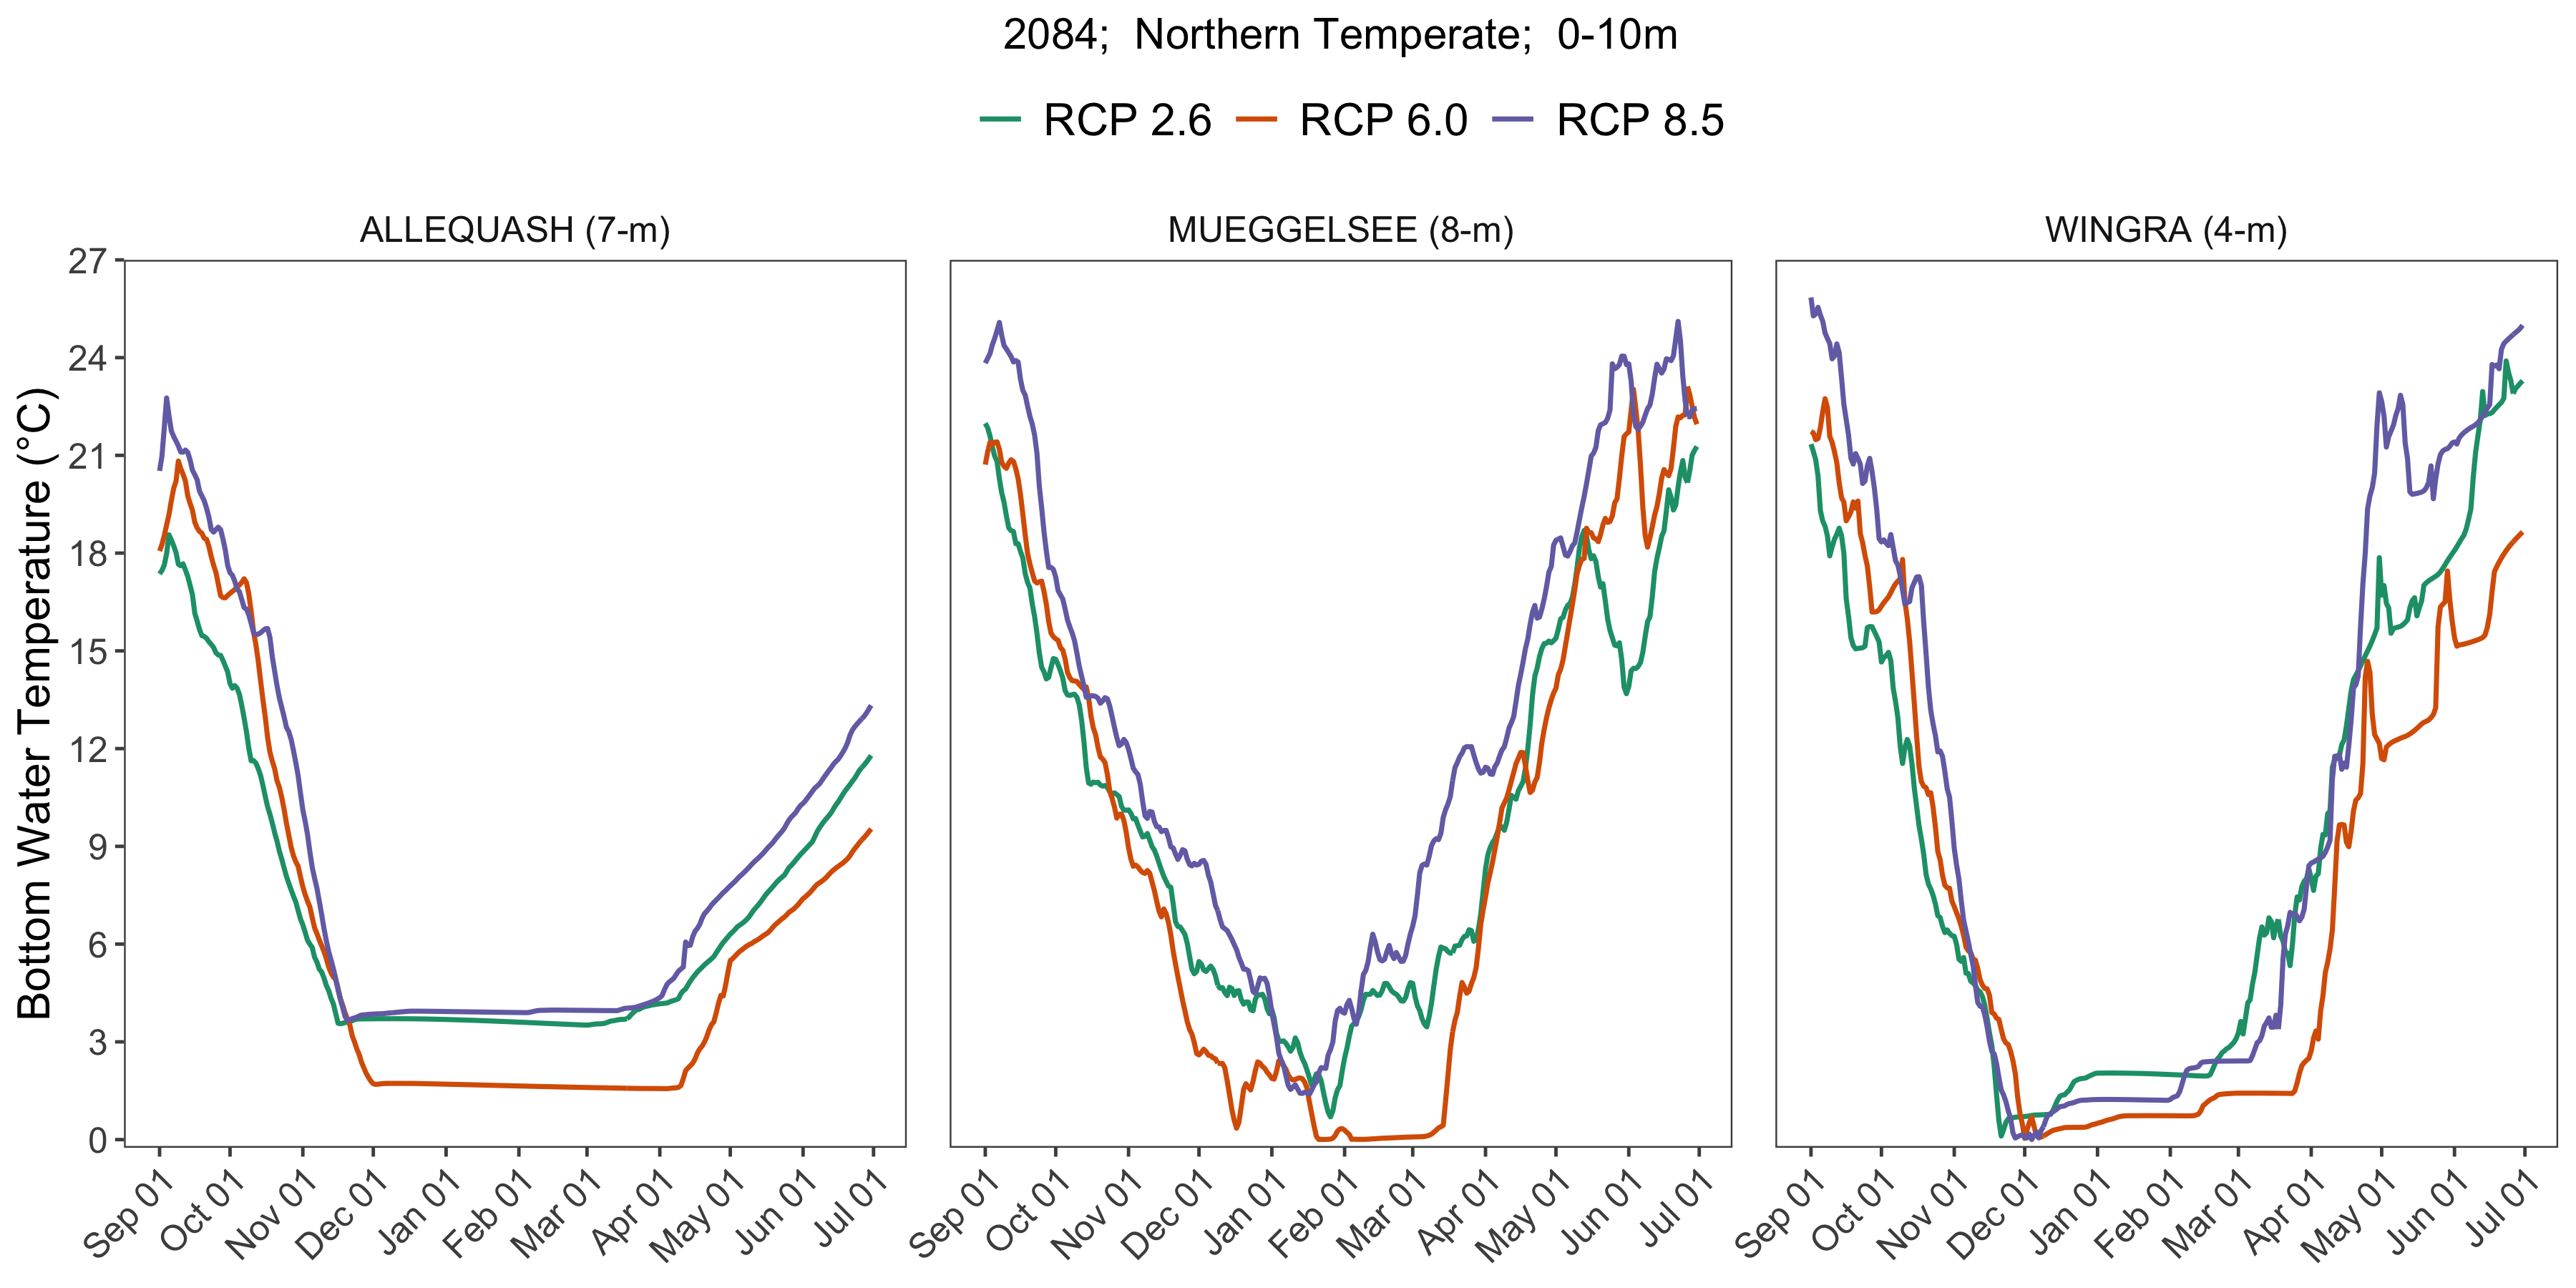 2084;  Northern Temperate;  0-10m
RCP 2.6 RCP 6.0 RCP 8.5
ALLEQUASH (7-m) MUEGGELSEE (8-m) WINGRA (4-m)
Bottom Water Temperature (°C)
27
24
21
18
15
12
9
6
3
0
Sep 01 Oct 01 Nov 01 Dec 01 Jan 01 Feb 01 Mar 01 Apr 01 May 01 Jun 01 Jul 01 Sep 01 Oct 01 Nov 01 Dec 01 Jan 01 Feb 01 Mar 01 Apr 01 May 01 Jun 01 Jul 01 Sep 01 Oct 01 Nov 01 Dec 01 Jan 01 Feb 01 Mar 01 Apr 01 May 01 Jun 01 Jul 01